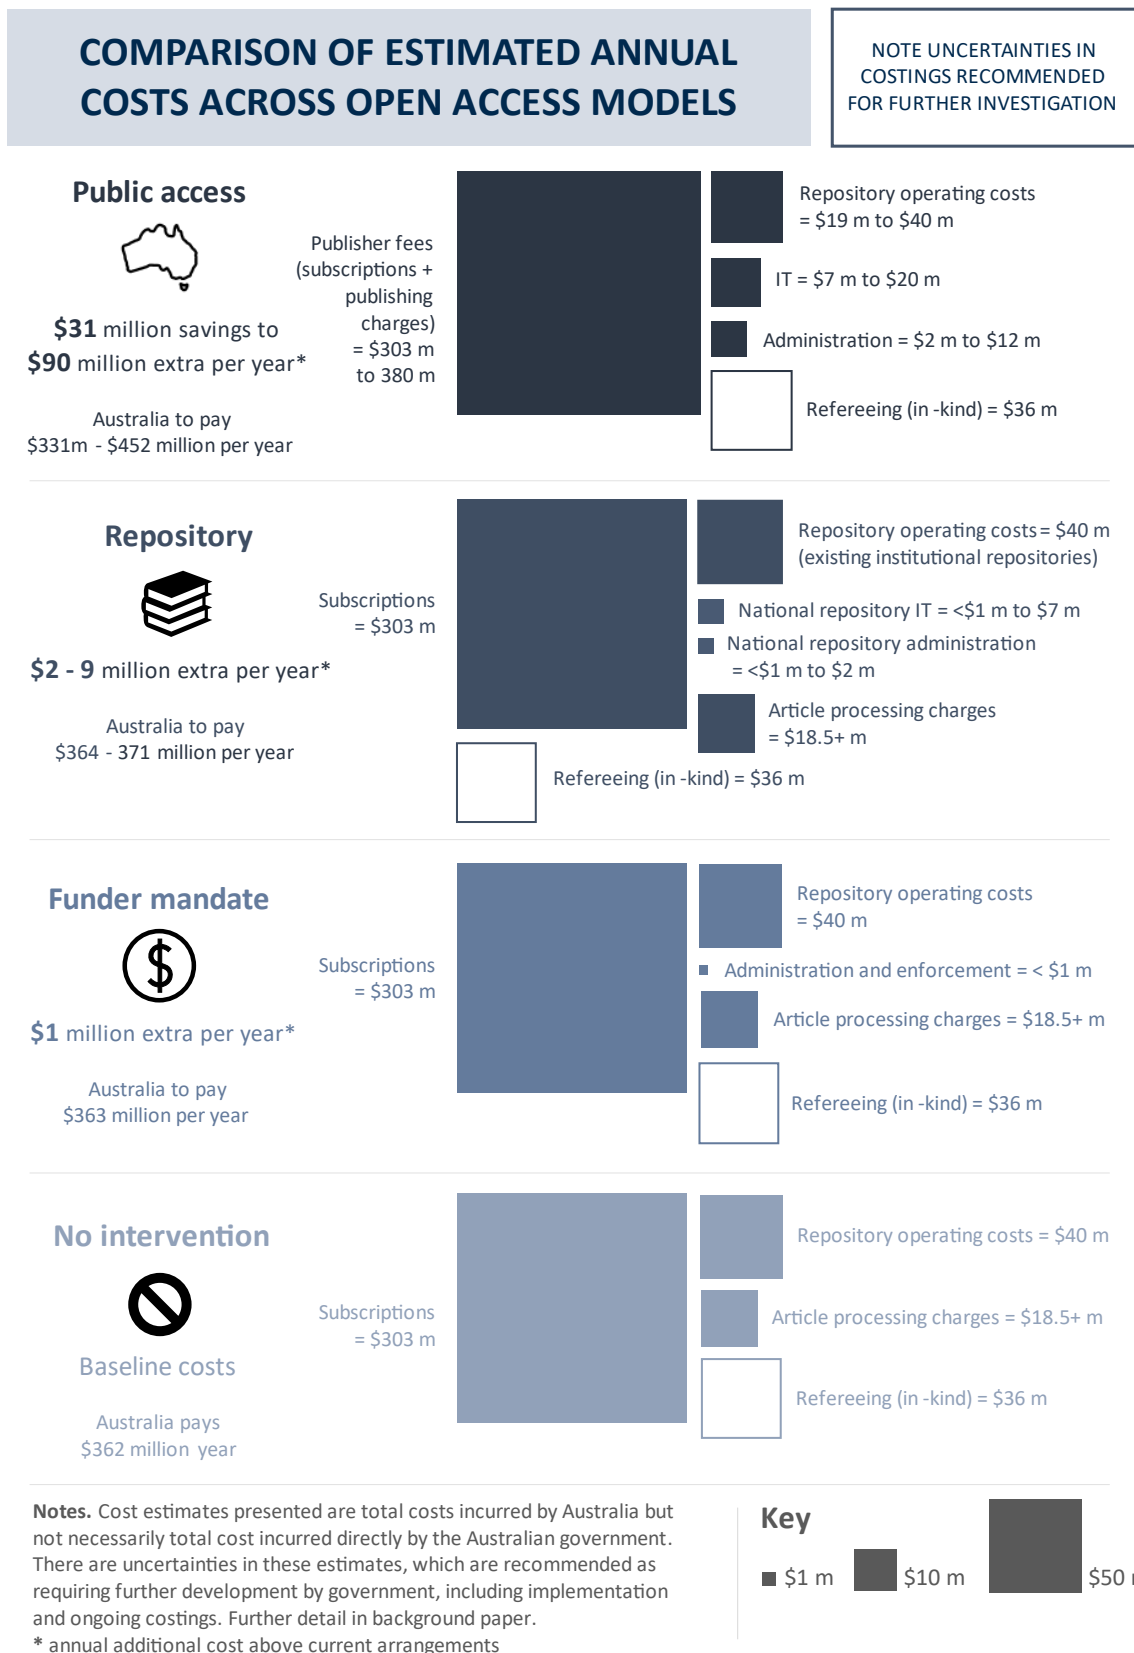 COMPARISON OF ESTIMATED ANNUAL
COSTS ACROSS OPEN ACCESS MODELS
NOTE UNCERTAINTIES IN
COSTINGS RECOMMENDED
FOR FURTHER INVESTIGATION
Public access
$31 million savings to
$90 million extra per year*
Australia to pay
$331m - $452 million per year
Publisher fees
(subscriptions +
publishing
charges)
= $303 m
to 380 m
Repository operating costs
= $19 m to $40 m
IT = $7 m to $20 m
Administration = $2 m to $12 m
Refereeing (in -kind) = $36 m
Repository
$2 - 9 million extra per year*
Australia to pay
$364 - 371 million per year
Subscriptions
= $303 m
Repository operating costs = $40 m
(existing institutional repositories)
National repository IT = <$1 m to $7 m
National repository administration
= <$1 m to $2 m
Article processing charges
= $18.5+ m
Refereeing (in -kind) = $36 m
Funder mandate
$
$1 million extra per year*
Australia to pay
$363 million per year
Subscriptions
= $303 m
Repository operating costs
= $40 m
Administration and enforcement = < $1 m
Article processing charges = $18.5+ m
Refereeing (in -kind) = $36 m
No intervention
Baseline costs
Australia pays
$362 million year
Subscriptions
= $303 m
Repository operating costs = $40 m
Article processing charges = $18.5+ m
Refereeing (in -kind) = $36 m
Notes. Cost estimates presented are total costs incurred by Australia but
not necessarily total cost incurred directly by the Australian government.
There are uncertainties in these estimates, which are recommended as
requiring further development by government, including implementation
and ongoing costings. Further detail in background paper.
* annual additional cost above current arrangements
Key
$1 m
$10 m
$50